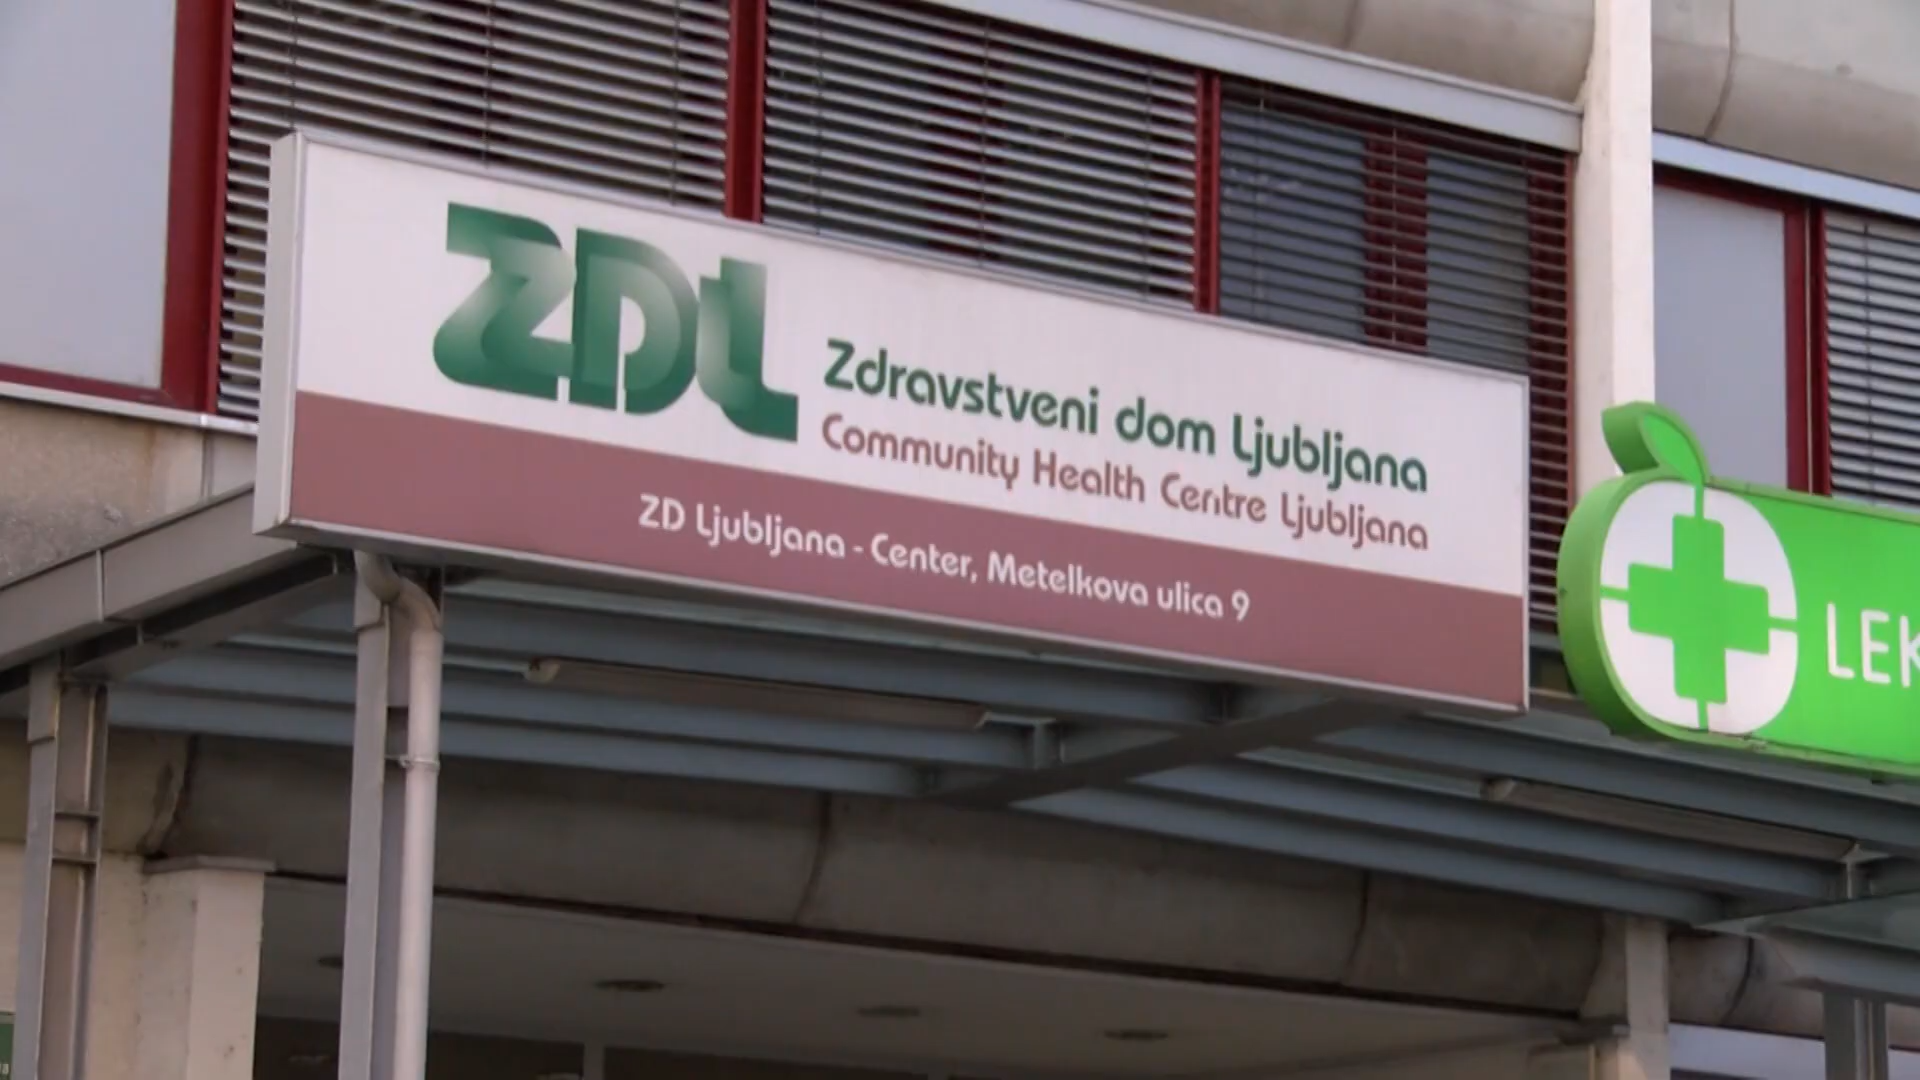 ZDL
Zdravstveni dom Ljubljana
Community Health Centre Ljubljana
ZD Ljubljana - Center, Metelkova ulica 9
LEK